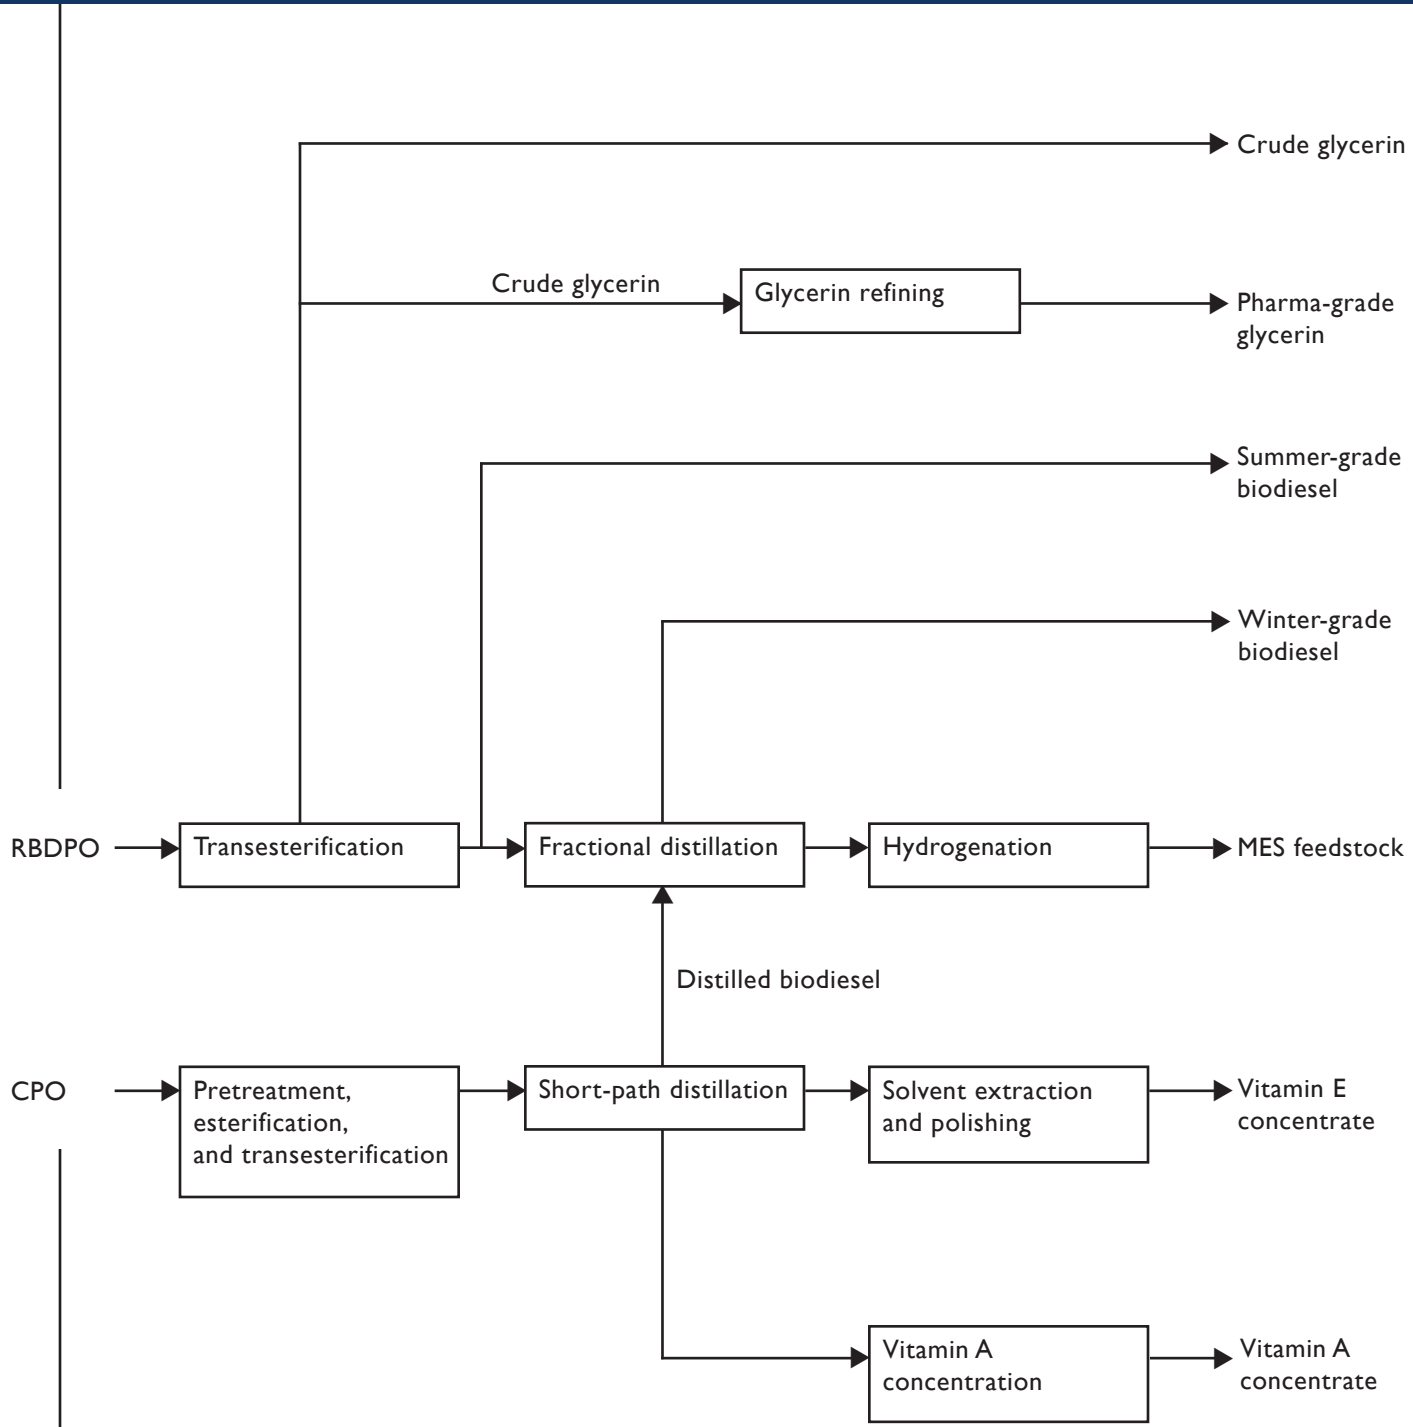 Crude glycerin
Crude glycerin
Glycerin refining
Pharma-grade
glycerin
Summer-grade
biodiesel
Winter-grade
biodiesel
RBDPO
Transesterification
Fractional distillation
Hydrogenation
MES feedstock
Distilled biodiesel
CPO
Pretreatment,
esterification,
and transesterification
Short-path distillation
Solvent extraction
and polishing
Vitamin E
concentrate
Vitamin A
concentration
Vitamin A
concentrate